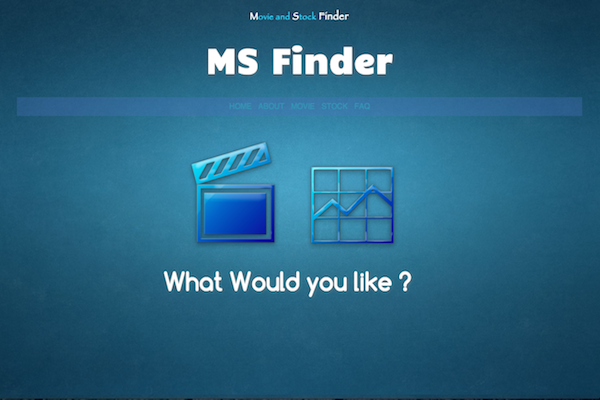 Movie and Stock Finder
MS Finder
HOME ABOUT MOVIE STOCK FAQ
What Would you like ?